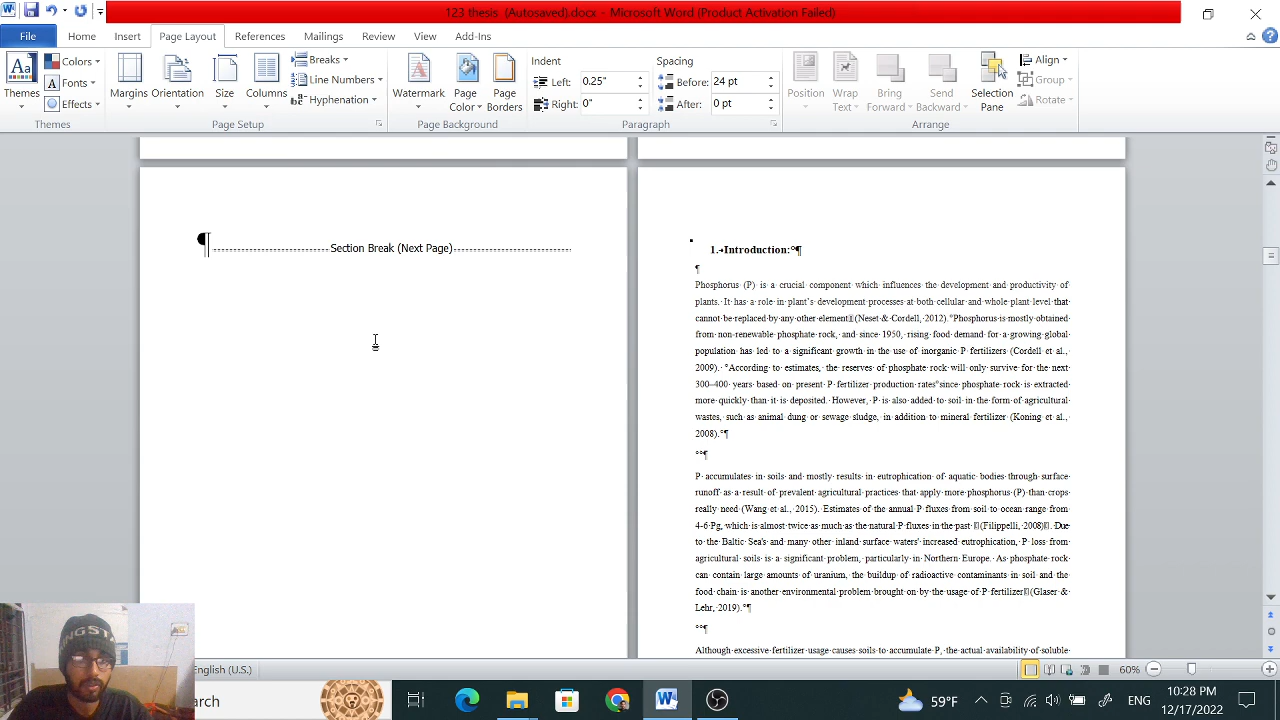 123 thesis  (Autosaved).docx - Microsoft Word (Product Activation Failed)
File Home Insert Page Layout References Mailings Review View Add-Ins
Themes
Colors
Fonts
Effects
Themes
Margins Orientation Size Columns
Breaks
Line Numbers
Hyphenation
Page Setup
Watermark
Page Color
Page Borders
Page Background
Indent
Left: 0.25"
Right: 0"
Spacing
Before: 24 pt
After: 0 pt
Paragraph
Position
Wrap Text
Bring Forward
Send Backward
Selection Pane
Align
Group
Rotate
Arrange
Section Break (Next Page)
1. Introduction:
Phosphorus (P) is a crucial component which influences the development and productivity of
plants. It has a role in plant's development processes at both cellular and whole plant level that
cannot be replaced by any other element (Neset & Cordell, 2012). Phosphorus is mostly obtained
from non-renewable phosphate rock, and since 1950, rising food demand for a growing global
population has led to a significant growth in the use of inorganic P fertilizers (Cordell et al.,
2009). According to estimates, the reserves of phosphate rock will only survive for the next
300–400 years based on present P fertilizer production rates since phosphate rock is extracted
more quickly than it is deposited. However, P is also added to soil in the form of agricultural
wastes, such as animal dung or sewage sludge, in addition to mineral fertilizer (Koning et al.,
2008).
P accumulates in soils and mostly results in eutrophication of aquatic bodies through surface
runoff as a result of prevalent agricultural practices that apply more phosphorus (P) than crops
really need (Wang et al., 2015). Estimates of the annual P fluxes from soil to ocean range from
4-6 Pg, which is almost twice as much as the natural P fluxes in the past (Filippelli, 2008). Due
to the Baltic Sea's and many other inland surface waters' increased eutrophication, P loss from
agricultural soils is a significant problem, particularly in Northern Europe. As phosphate rock
can contain large amounts of uranium, the buildup of radioactive contaminants in soil and the
food chain is another environmental problem brought on by the usage of P fertilizer (Glaser &
Lehr, 2019).
Although excessive fertilizer usage causes soils to accumulate P, the actual availability of soluble
English (U.S.)
60%
arch
59°F
ENG
10:28 PM
12/17/2022